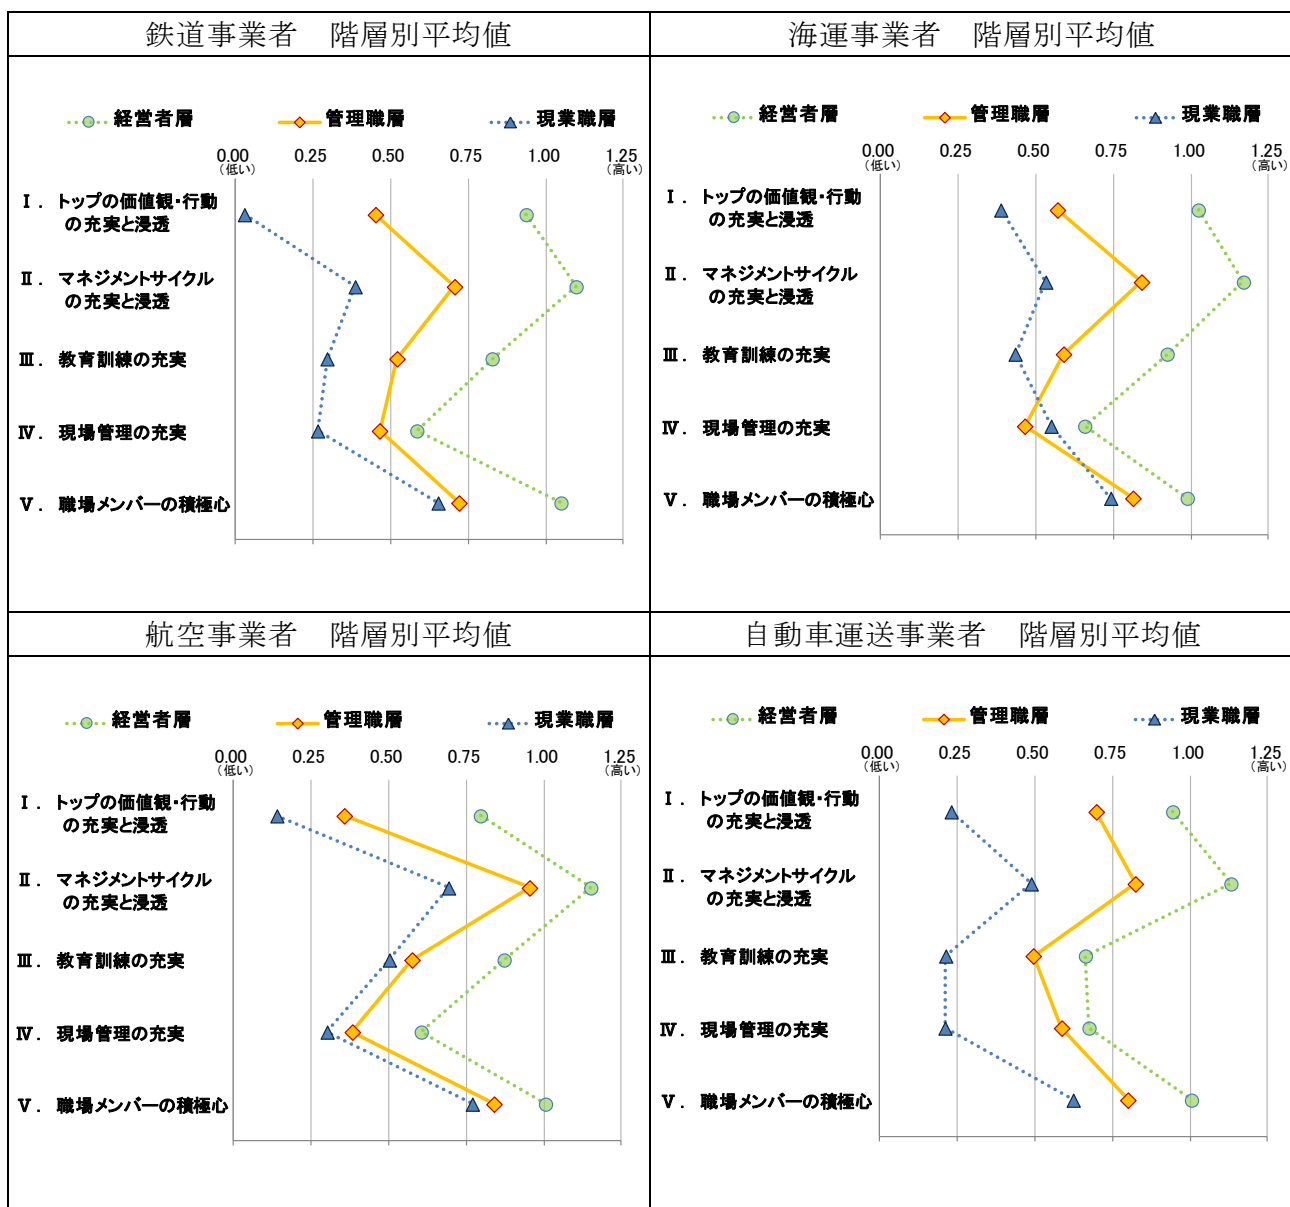 鉄道事業者　階層別平均値
経営者層 管理職層 現業職層
0.00 0.25 0.50 0.75 1.00 1.25
(低い) (高い)
Ⅰ. トップの価値観・行動
の充実と浸透
Ⅱ. マネジメントサイクル
の充実と浸透
Ⅲ. 教育訓練の充実
Ⅳ. 現場管理の充実
Ⅴ. 職場メンバーの積極心
海運事業者　階層別平均値
経営者層 管理職層 現業職層
0.00 0.25 0.50 0.75 1.00 1.25
(低い) (高い)
Ⅰ. トップの価値観・行動
の充実と浸透
Ⅱ. マネジメントサイクル
の充実と浸透
Ⅲ. 教育訓練の充実
Ⅳ. 現場管理の充実
Ⅴ. 職場メンバーの積極心
航空事業者　階層別平均値
経営者層 管理職層 現業職層
0.00 0.25 0.50 0.75 1.00 1.25
(低い) (高い)
Ⅰ. トップの価値観・行動
の充実と浸透
Ⅱ. マネジメントサイクル
の充実と浸透
Ⅲ. 教育訓練の充実
Ⅳ. 現場管理の充実
Ⅴ. 職場メンバーの積極心
自動車運送事業者　階層別平均値
経営者層 管理職層 現業職層
0.00 0.25 0.50 0.75 1.00 1.25
(低い) (高い)
Ⅰ. トップの価値観・行動
の充実と浸透
Ⅱ. マネジメントサイクル
の充実と浸透
Ⅲ. 教育訓練の充実
Ⅳ. 現場管理の充実
Ⅴ. 職場メンバーの積極心